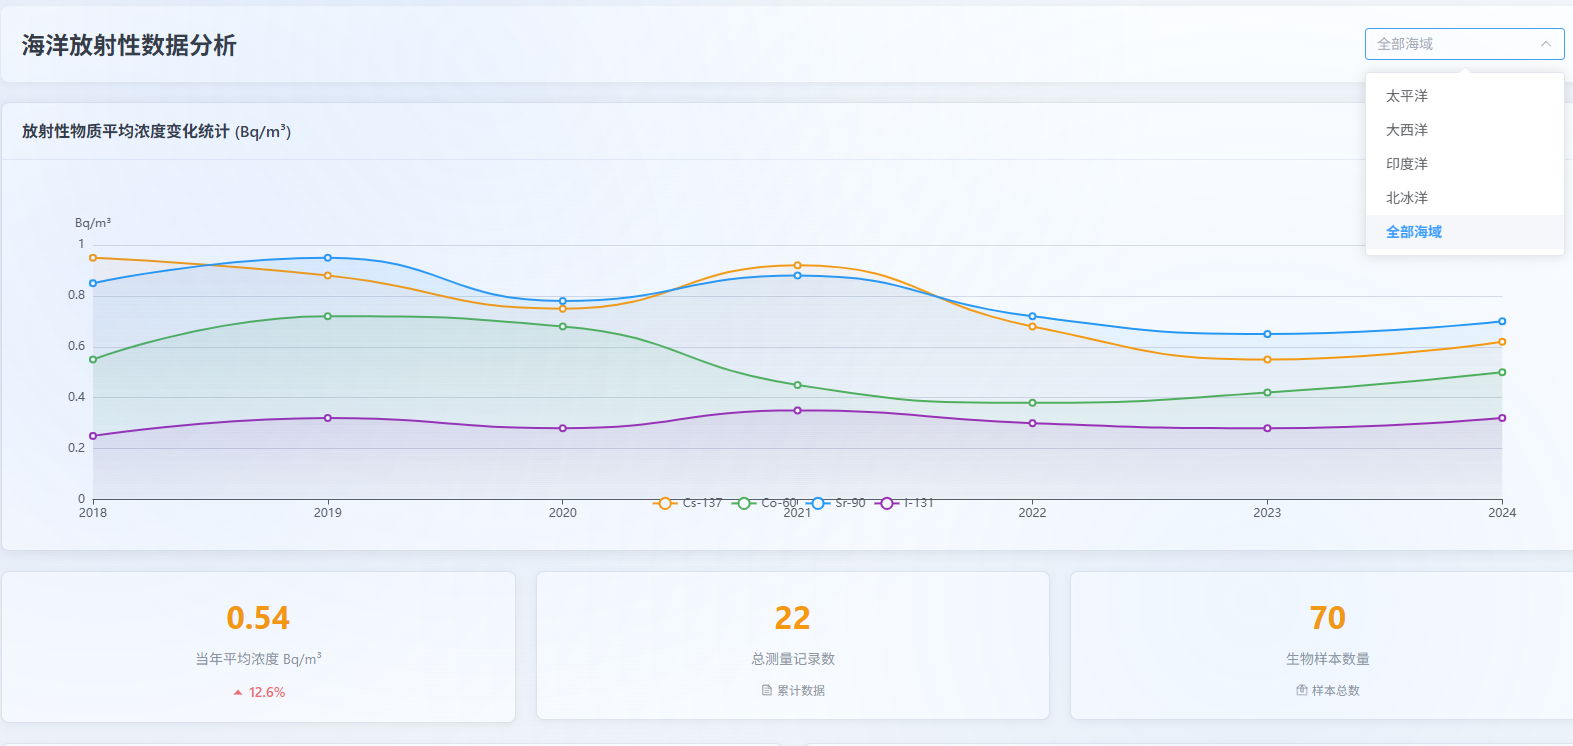 海洋放射性数据分析
全部海域
太平洋
大西洋
印度洋
北冰洋
全部海域
放射性物质平均浓度变化统计 (Bq/m³)
Bq/m³
1
0.8
0.6
0.4
0.2
0
2018 2019 2020 2021 2022 2023 2024
Cs-137 Co-60 Sr-90 I-131
0.54
当年平均浓度 Bq/m³
12.6%
22
总测量记录数
累计数据
70
生物样本数量
样本总数